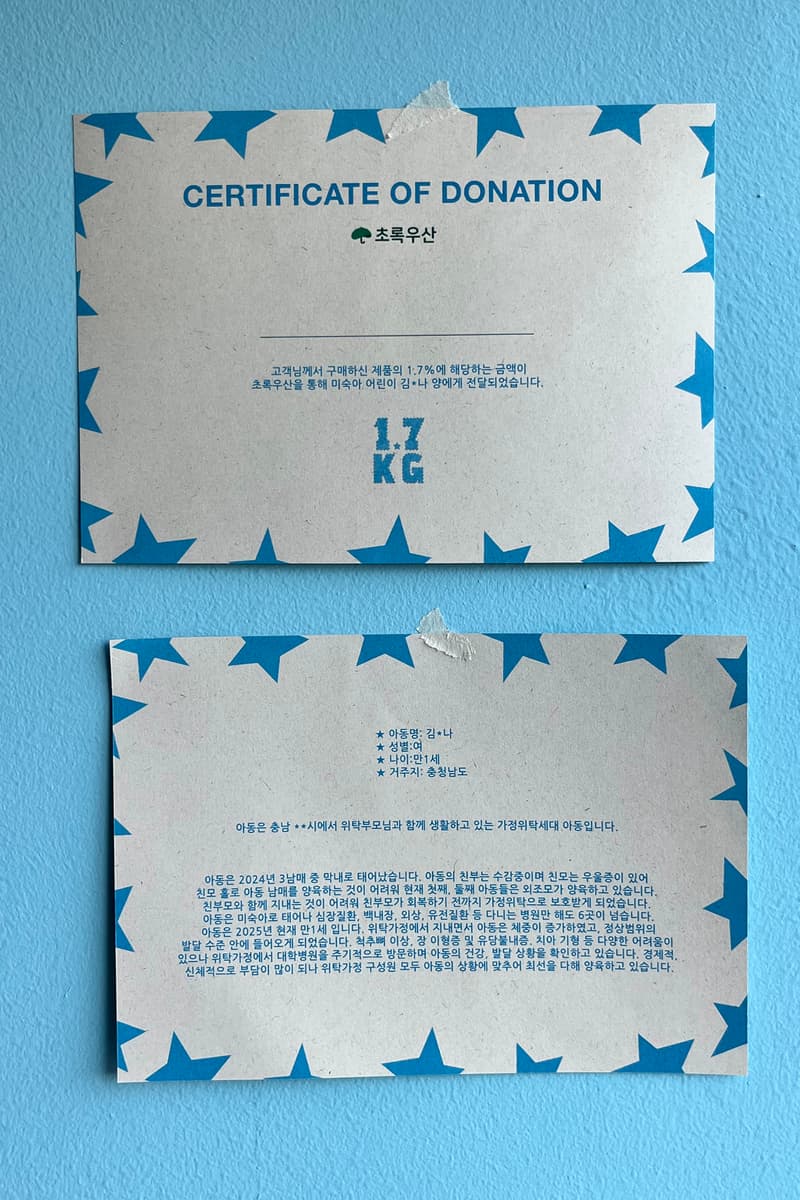 CERTIFICATE OF DONATION
초록우산
고객님께서 구매하신 제품의 1.7%에 해당하는 금액이
초록우산을 통해 미숙아 어린이 김*나 양에게 전달되었습니다.
1.7
KG
★ 아동명: 김*나
★ 성별:여
★ 나이:만1세
★ 거주지: 충청남도
아동은 충남 **시에서 위탁부모님과 함께 생활하고 있는 가정위탁세대 아동입니다.
아동은 2024년 3남매 중 막내로 태어났습니다. 아동의 친부는 수감중이며 친모는 우울증이 있어
친모 홀로 아동 남매를 양육하는 것이 어려워 현재 첫째, 둘째 아동들은 외조모가 양육하고 있습니다.
친부모와 함께 지내는 것이 어려워 친부모가 회복하기 전까지 가정위탁으로 보호받게 되었습니다.
아동은 미숙아로 태어나 심장질환, 백내장, 외상, 유전질환 등 다니는 병원만 해도 6곳이 넘습니다.
아동은 2025년 현재 만1세 입니다. 위탁가정에서 지내면서 아동은 체중이 증가하였고, 정상범위의
발달 수준 안에 들어오게 되었습니다. 척추뼈 이상, 장 이형증 및 유당불내증, 치아 기형 등 다양한 어려움이
있으나 위탁가정에서 대학병원을 주기적으로 방문하며 아동의 건강, 발달 상황을 확인하고 있습니다. 경제적,
신체적으로 부담이 많이 되나 위탁가정 구성원 모두 아동의 상황에 맞추어 최선을 다해 양육하고 있습니다.